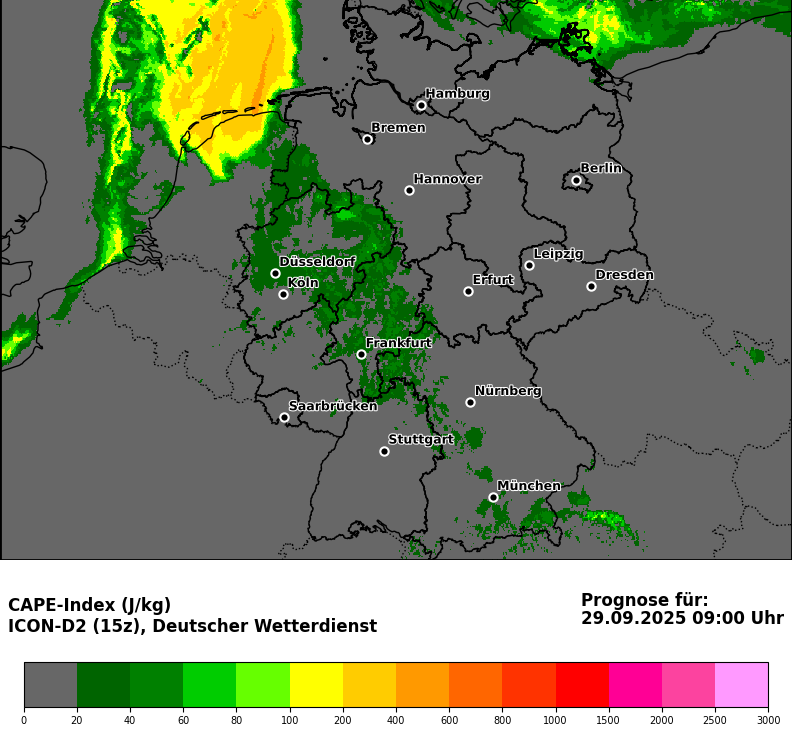 Hamburg
Bremen
Berlin
Hannover
Leipzig
Düsseldorf
Dresden
Köln
Erfurt
Frankfurt
Nürnberg
Saarbrücken
Stuttgart
München
CAPE-Index (J/kg)
ICON-D2 (15z), Deutscher Wetterdienst
Prognose für:
29.09.2025 09:00 Uhr
0 20 40 60 80 100 200 400 600 800 1000 1500 2000 2500 3000